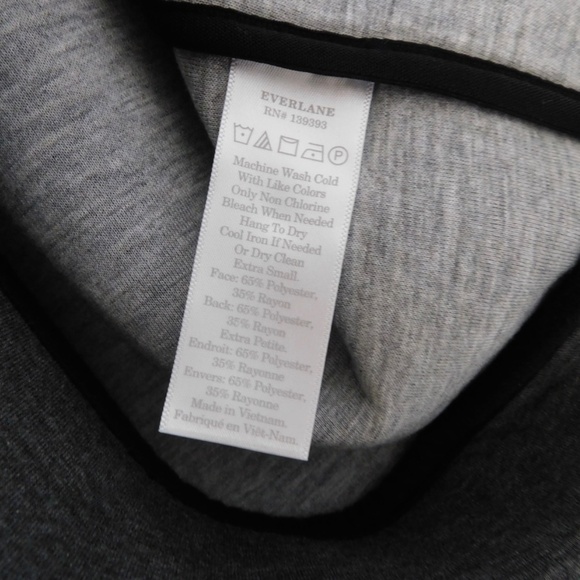 EVERLANE
RN# 139393
P
Machine Wash Cold
With Like Colors
Only Non Chlorine
Bleach When Needed
Hang To Dry
Cool Iron If Needed
Or Dry Clean
Extra Small.
Face: 65% Polyester,
35% Rayon
Back: 65% Polyester,
35% Rayon
Extra Petite.
Endroit: 65% Polyester,
35% Rayonne
Envers: 65% Polyester,
35% Rayonne
Made in Vietnam.
Fabriqué en Viêt-Nam.